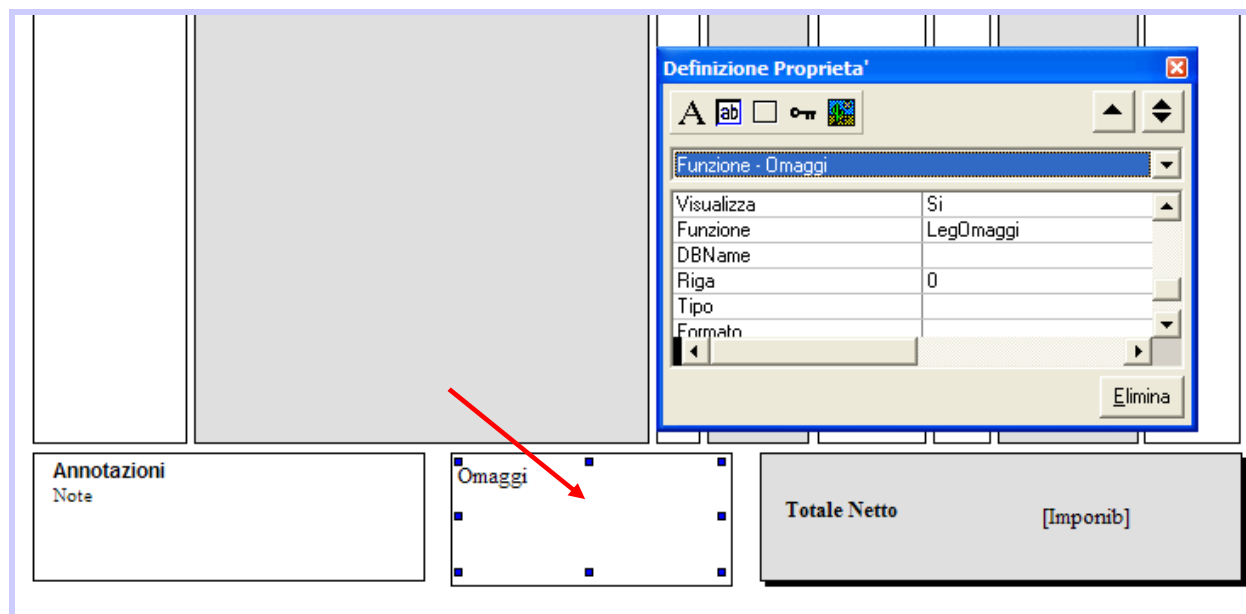 Definizione Proprieta'
A ab
Funzione - Omaggi
Visualizza Si
Funzione LegOmaggi
DBName
Riga 0
Tipo
Formato
Elimina
Annotazioni
Note
Omaggi
Totale Netto [Imponib]